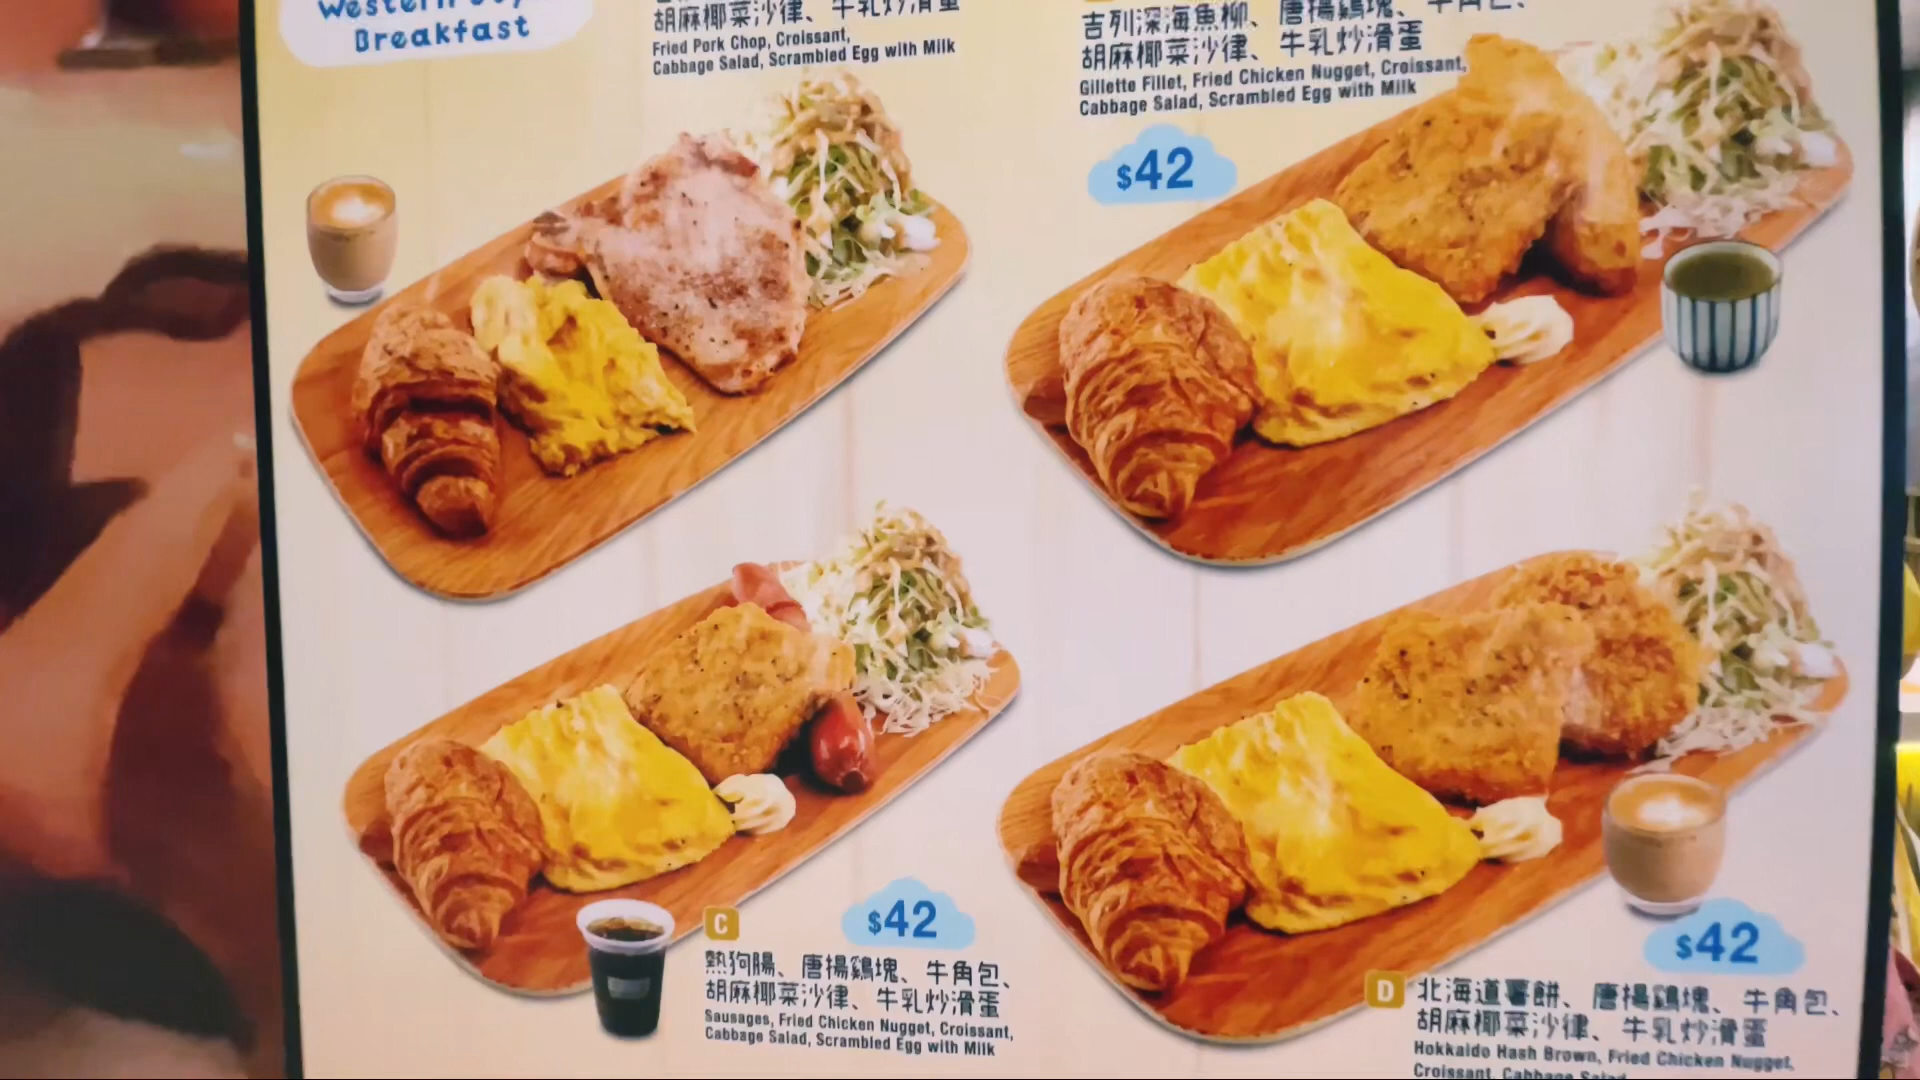 Breakfast
胡麻椰菜沙律、牛乳炒滑蛋
Fried Pork Chop, Croissant,
Cabbage Salad, Scrambled Egg with Milk
吉列深海魚柳、唐揚鷄塊、牛角包、
胡麻椰菜沙律、牛乳炒滑蛋
Gillette Fillet, Fried Chicken Nugget, Croissant,
Cabbage Salad, Scrambled Egg with Milk
$42
C
$42
熱狗腸、唐揚鷄塊、牛角包、
胡麻椰菜沙律、牛乳炒滑蛋
Sausages, Fried Chicken Nugget, Croissant,
Cabbage Salad, Scrambled Egg with Milk
$42
D
北海道薯餅、唐揚鷄塊、牛角包、
胡麻椰菜沙律、牛乳炒滑蛋
Hokkaido Hash Brown, Fried Chicken Nugget,
Croissant, Cabbage Salad